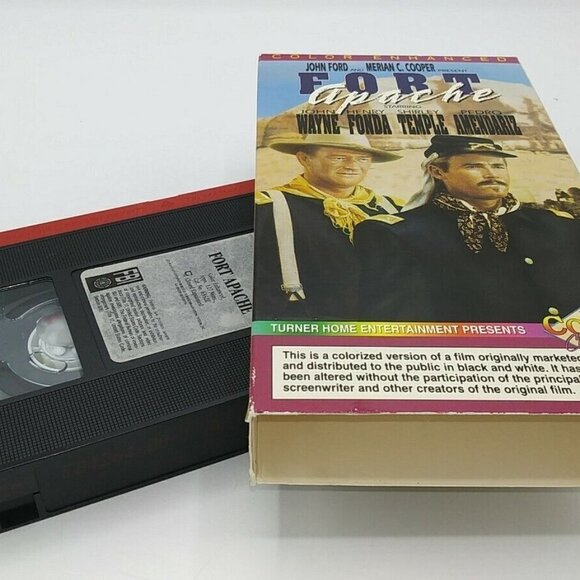 COLOR ENHANCED
JOHN FORD AND MERIAN C. COOPER PRESENT
FORT
apache
STARRING
JOHN HENRY SHIRLEY PEDRO
WAYNE FONDA TEMPLE ARMENDARIZ
TURNER HOME ENTERTAINMENT PRESENTS
This is a colorized version of a film originally marketed
and distributed to the public in black and white. It has
been altered without the participation of the principal
screenwriter and other creators of the original film.
FORT APACHE
FBI